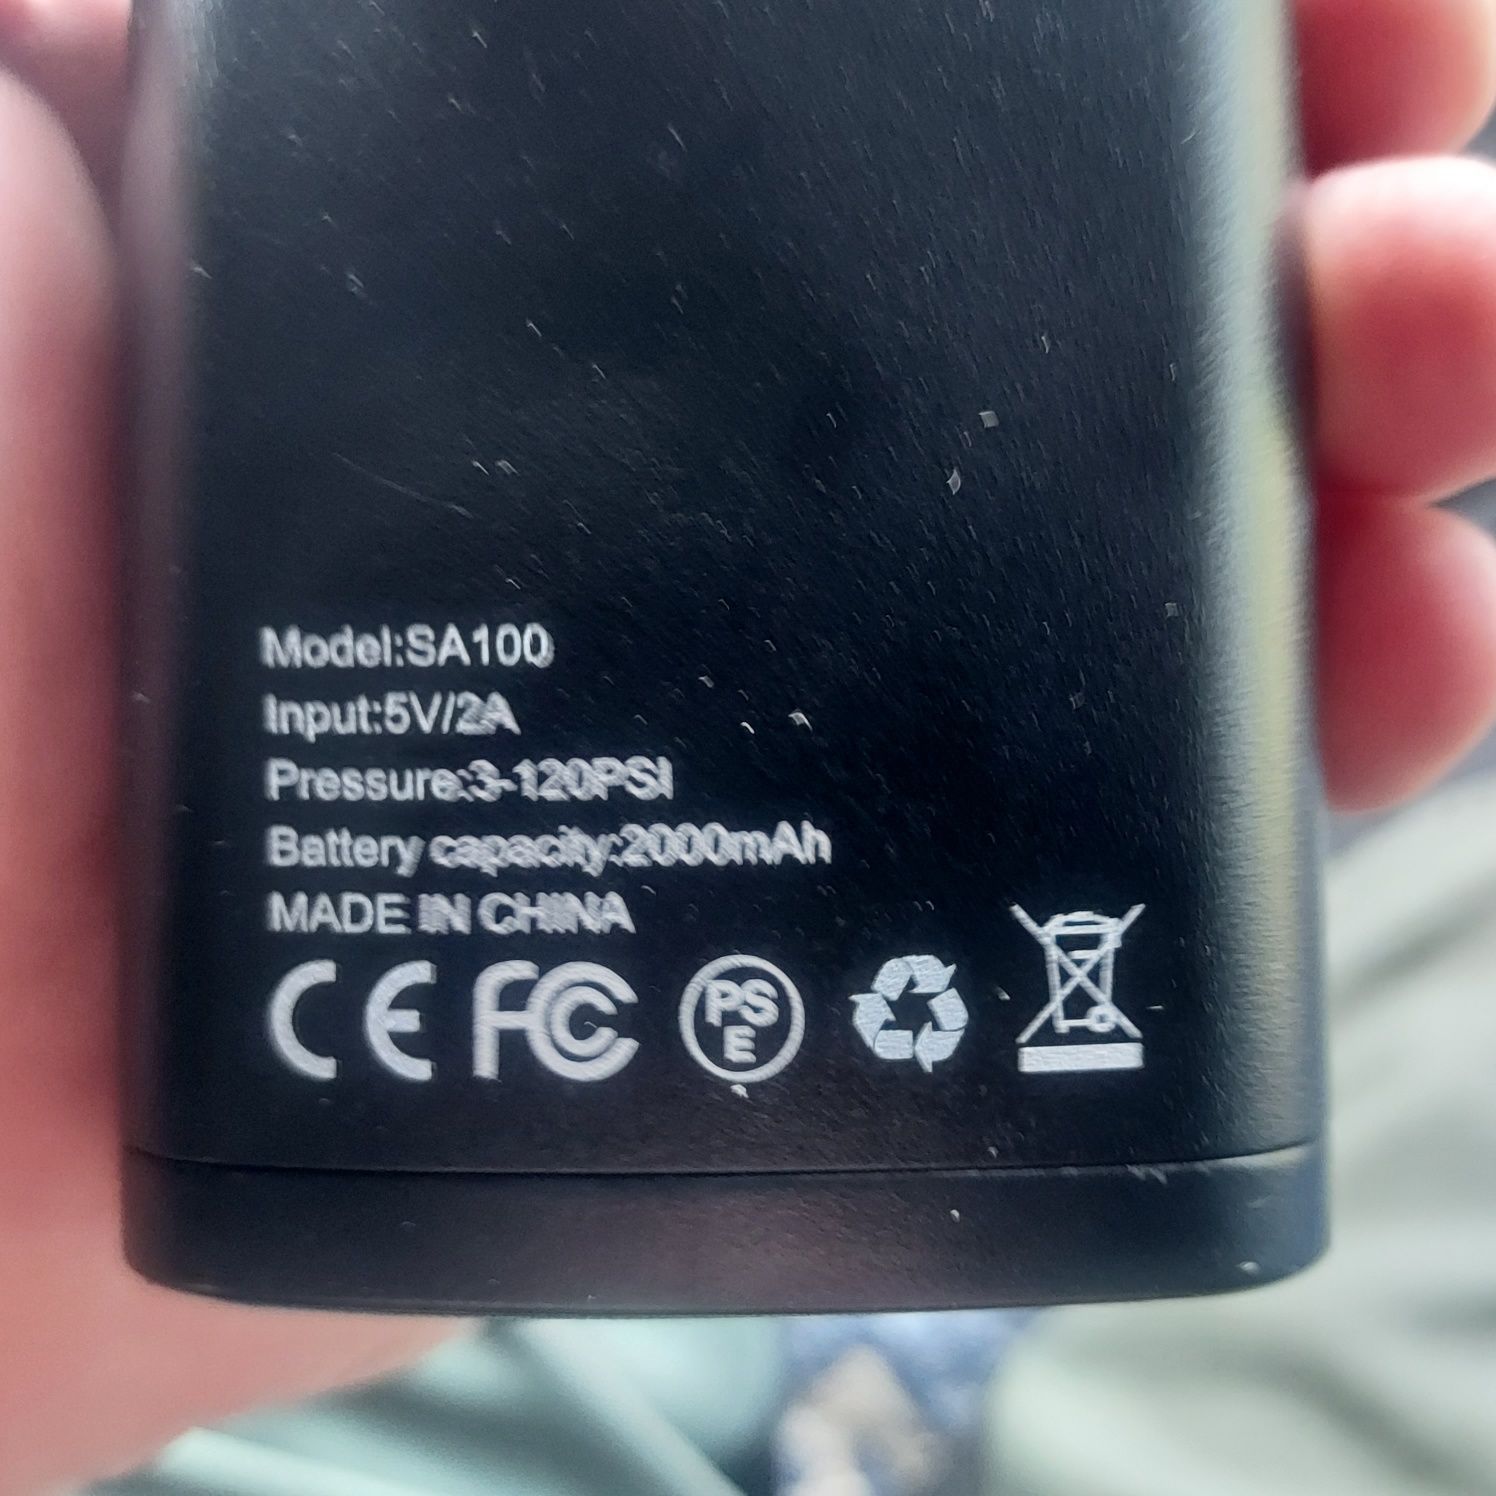 Model:SA100
Input:5V/2A
Pressure:3-120PSI
Battery capacity:2000mAh
MADE IN CHINA
CE FC PSE